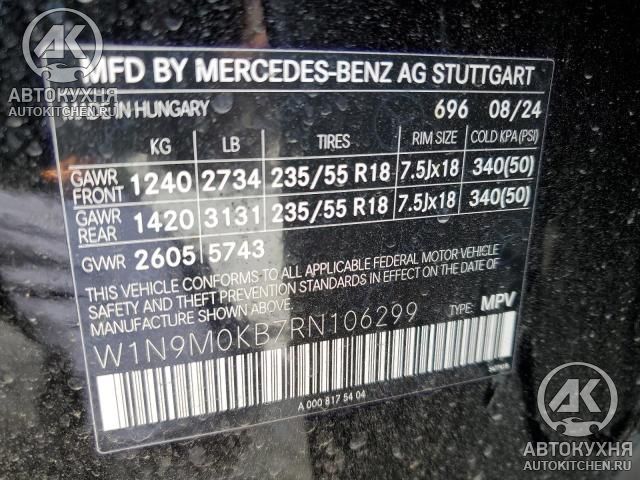 MFD BY MERCEDES-BENZ AG STUTTGART
MADE IN HUNGARY 696 08/24
KG LB TIRES RIM SIZE COLD KPA (PSI)
GAWR FRONT 1240 2734 235/55 R18 7.5Jx18 340(50)
GAWR REAR 1420 3131 235/55 R18 7.5Jx18 340(50)
GVWR 2605 5743
THIS VEHICLE CONFORMS TO ALL APPLICABLE FEDERAL MOTOR VEHICLE
SAFETY AND THEFT PREVENTION STANDARDS IN EFFECT ON THE DATE OF
MANUFACTURE SHOWN ABOVE.
W1N9M0KB7RN106299 TYPE: MPV
A 000 817 54 04
AK
АВТОКУХНЯ
AUTOKITCHEN.RU
AK
АВТОКУХНЯ
AUTOKITCHEN.RU